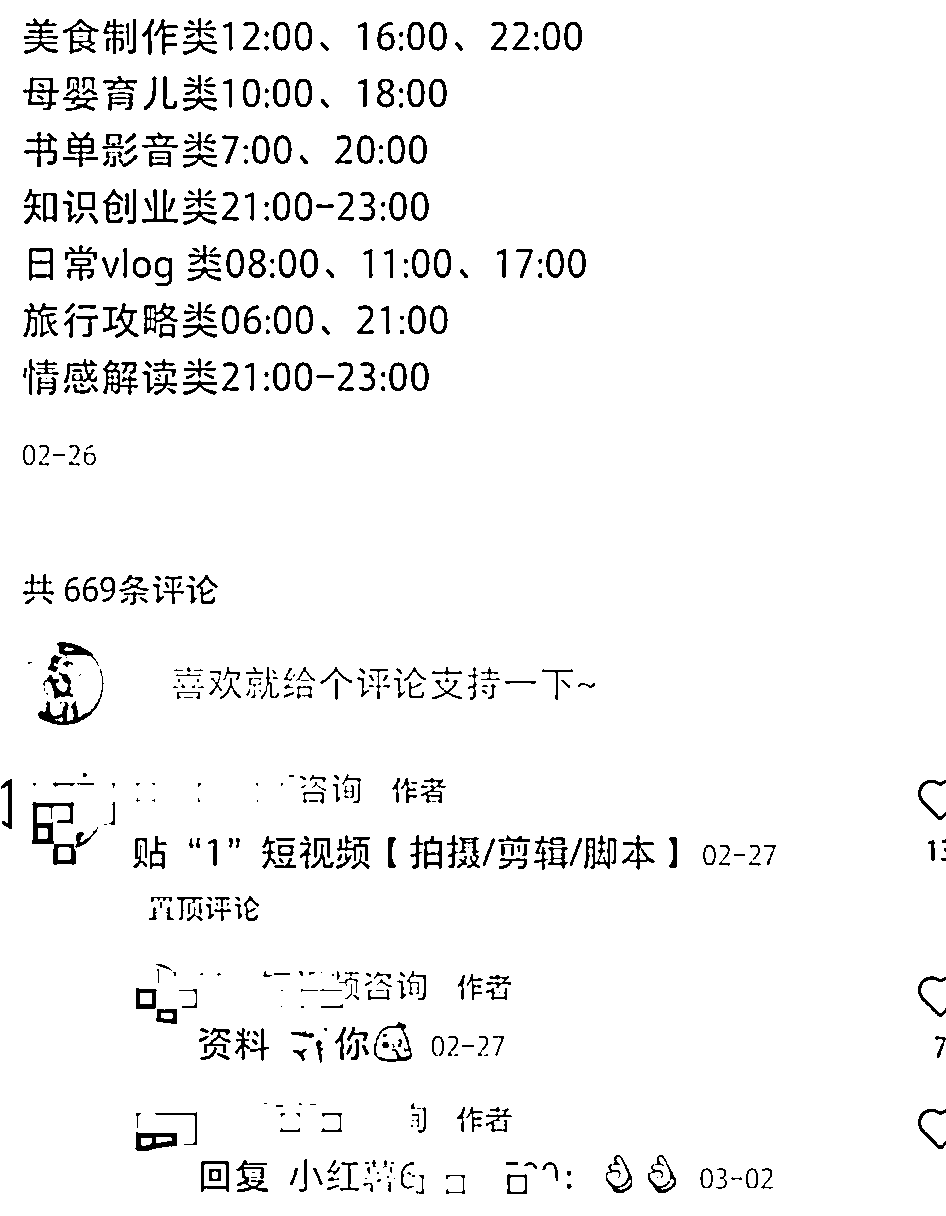 美食制作类12:00、16:00、22:00
母婴育儿类10:00、18:00
书单影音类7:00、20:00
知识创业类21:00-23:00
日常vlog 类08:00、11:00、17:00
旅行攻略类06:00、21:00
情感解读类21:00-23:00
02-26
共 669条评论
喜欢就给个评论支持一下~
咨询 作者
贴“1”短视频【拍摄/剪辑/脚本】 02-27
13
置顶评论
频咨询 作者
资料 你 02-27
7
作者
回复 小红薯6 : 👌👌 03-02